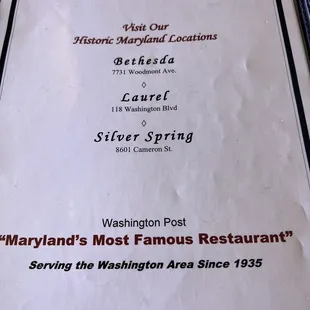 Visit Our
Historic Maryland Locations
Bethesda
7731 Woodmont Ave.
Laurel
118 Washington Blvd
Silver Spring
8601 Cameron St.
Washington Post
"Maryland's Most Famous Restaurant"
Serving the Washington Area Since 1935